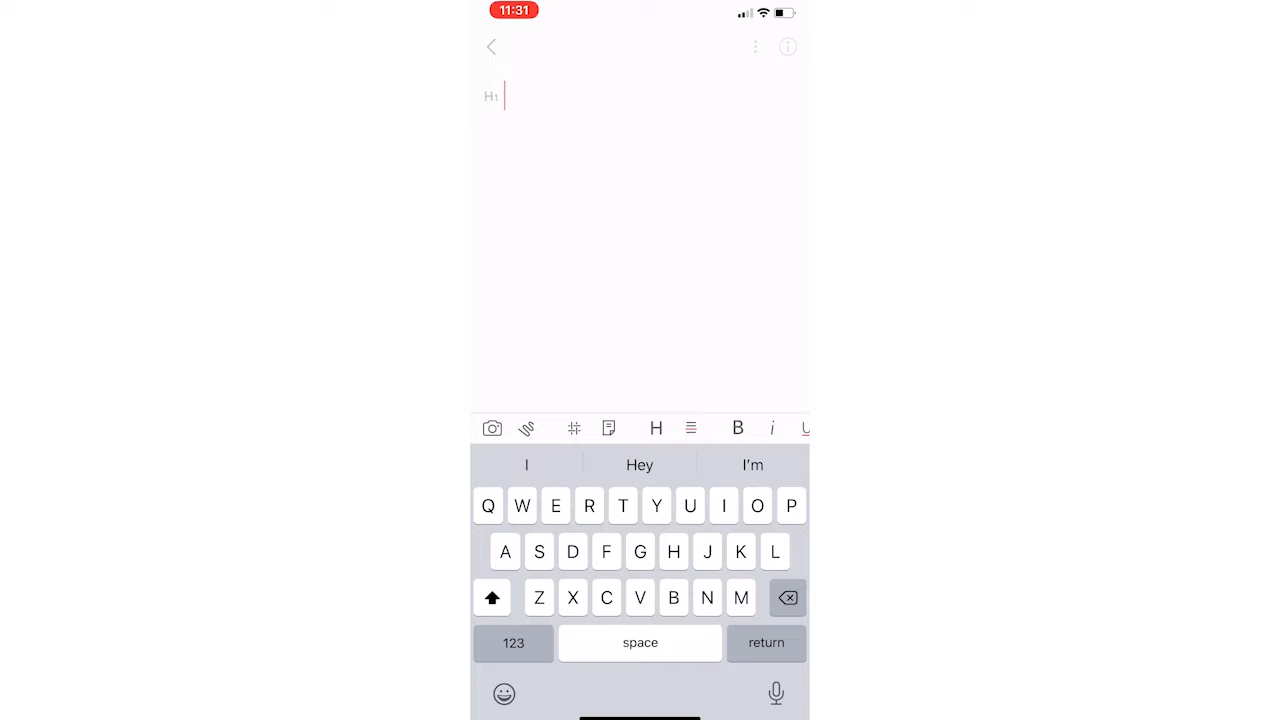 11:31
H1
H B i U
I Hey I'm
Q W E R T Y U I O P
A S D F G H J K L
Z X C V B N M
123 space return